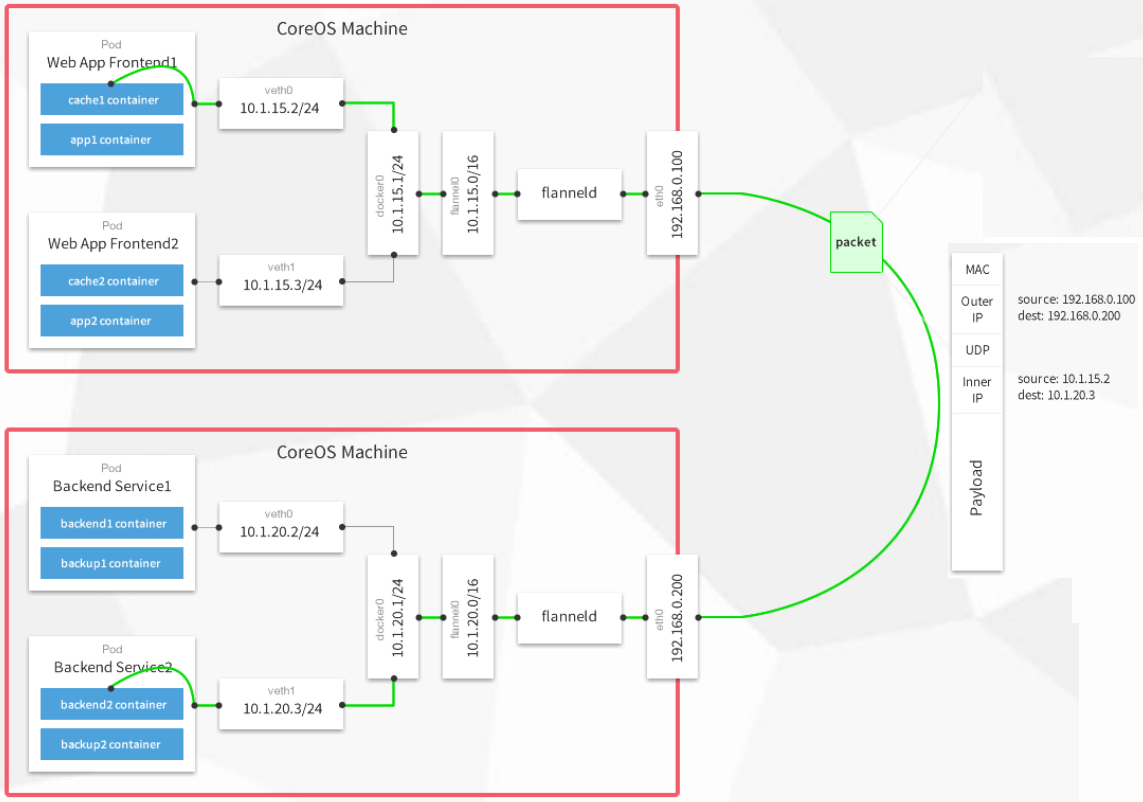 CoreOS Machine
Pod
Web App Frontend1
cache1 container
app1 container
veth0
10.1.15.2/24
docker0
10.1.15.1/24
flannel0
10.1.15.0/16
flanneld
eth0
192.168.0.100
Pod
Web App Frontend2
cache2 container
app2 container
veth1
10.1.15.3/24
packet
MAC
Outer
IP
source: 192.168.0.100
dest: 192.168.0.200
UDP
Inner
IP
source: 10.1.15.2
dest: 10.1.20.3
Payload
CoreOS Machine
Pod
Backend Service1
backend1 container
backup1 container
veth0
10.1.20.2/24
docker0
10.1.20.1/24
flannel0
10.1.20.0/16
flanneld
eth0
192.168.0.200
Pod
Backend Service2
backend2 container
backup2 container
veth1
10.1.20.3/24